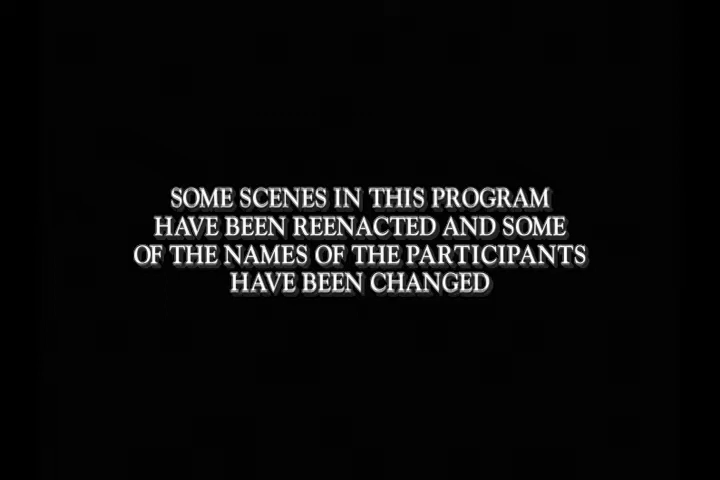 SOME SCENES IN THIS PROGRAM
HAVE BEEN REENACTED AND SOME
OF THE NAMES OF THE PARTICIPANTS
HAVE BEEN CHANGED